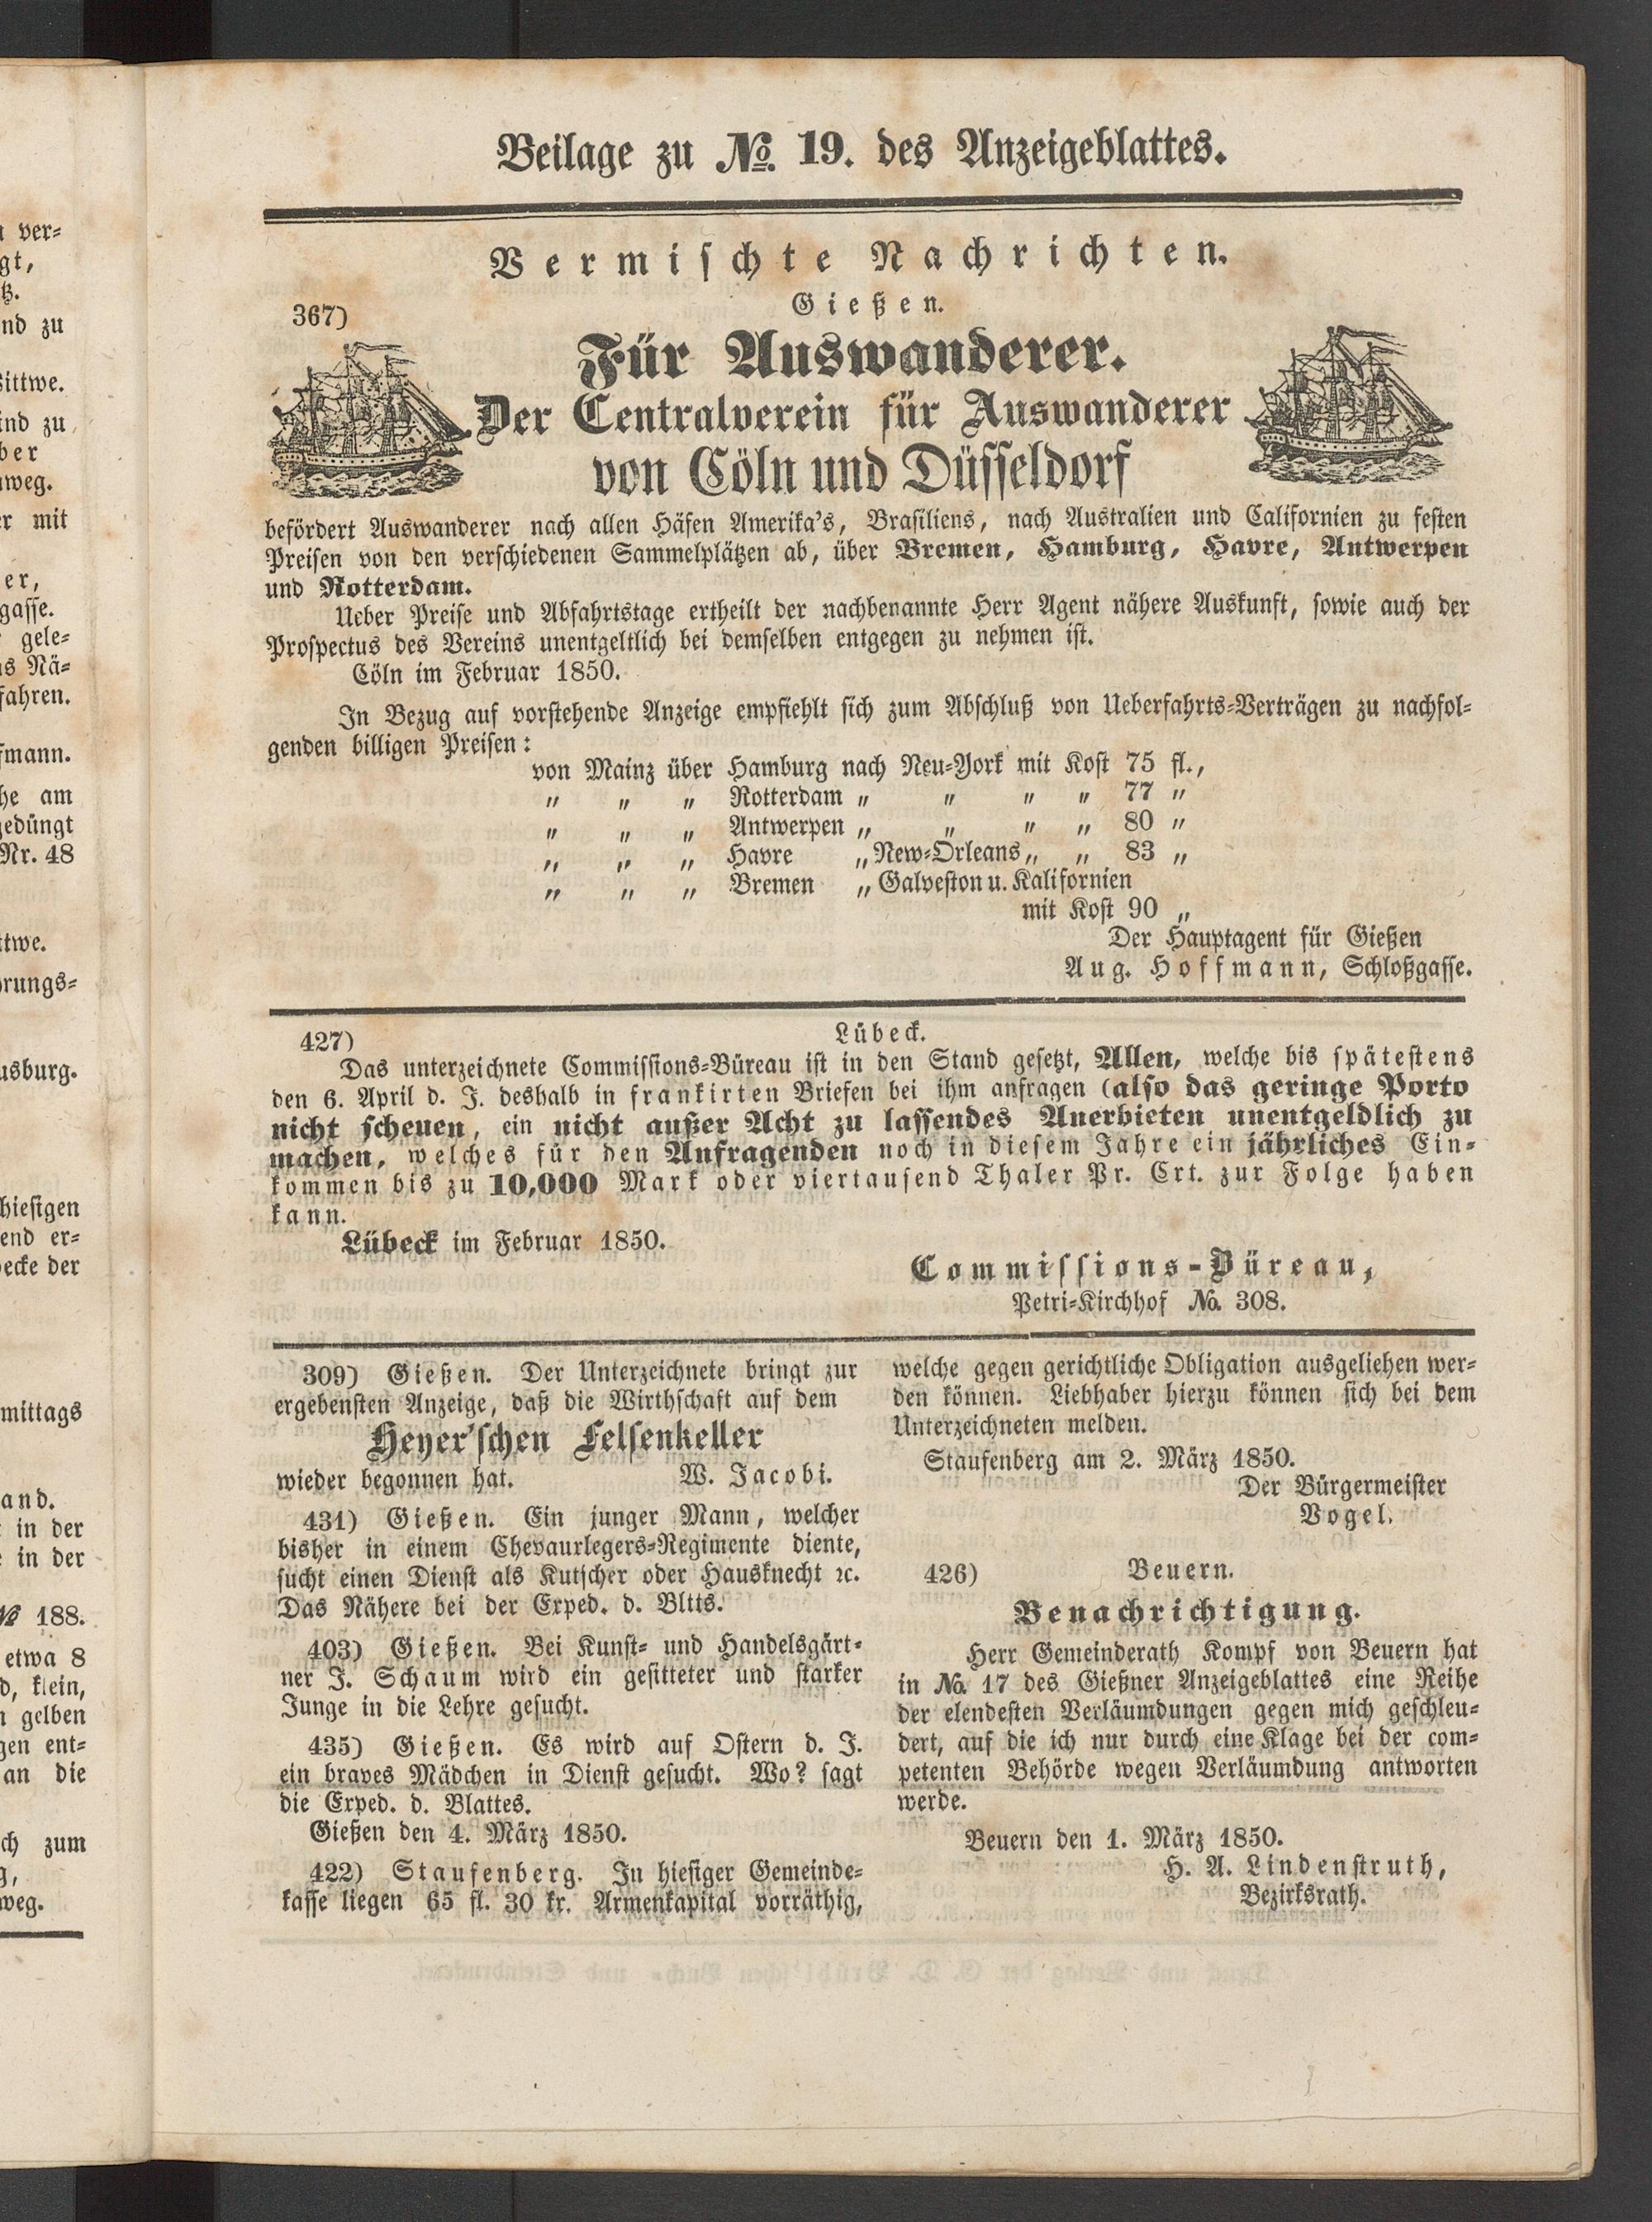 Beilage zu No. 19. des Anzeigeblattes.
Vermischte Nachrichten.
367)
Gießen.
Für Auswanderer.
Der Centralverein für Auswanderer
von Cöln und Düsseldorf
befördert Auswanderer nach allen Häfen Amerika's, Brasiliens, nach Australien und Californien zu festen
Preisen von den verschiedenen Sammelplätzen ab, über Bremen, Hamburg, Havre, Antwerpen
und Rotterdam.
Ueber Preise und Abfahrtstage ertheilt der nachbenannte Herr Agent nähere Auskunft, sowie auch der
Prospectus des Vereins unentgeltlich bei demselben entgegen zu nehmen ist.
Cöln im Februar 1850.
In Bezug auf vorstehende Anzeige empfiehlt sich zum Abschluß von Ueberfahrts-Verträgen zu nachfol-
genden billigen Preisen:
von Mainz über Hamburg nach Neu-York mit Kost 75 fl.,
" " " Rotterdam " " " " 77 "
" " " Antwerpen " " " " 80 "
" " " Havre " New-Orleans " " 83 "
" " " Bremen " Galveston u. Kalifornien
mit Kost 90 "
Der Hauptagent für Gießen
Aug. Hoffmann, Schloßgasse.
427)
Lübeck.
Das unterzeichnete Commissions-Büreau ist in den Stand gesetzt, Allen, welche bis spätestens
den 6. April d. J. deshalb in frankirten Briefen bei ihm anfragen (also das geringe Porto
nicht scheuen, ein nicht außer Acht zu lassendes Anerbieten unentgeldlich zu
machen, welches für den Anfragenden noch in diesem Jahre ein jährliches Ein-
kommen bis zu 10,000 Mark oder viertausend Thaler Pr. Crt. zur Folge haben
kann.
Lübeck im Februar 1850.
Commissions-Büreau,
Petri-Kirchhof No. 308.
309) Gießen. Der Unterzeichnete bringt zur
ergebensten Anzeige, daß die Wirthschaft auf dem
Heyer'schen Felsenkeller
wieder begonnen hat. W. Jacobi.
431) Gießen. Ein junger Mann, welcher
bisher in einem Chevaurlegers-Regimente diente,
sucht einen Dienst als Kutscher oder Hausknecht ꝛc.
Das Nähere bei der Exped. d. Bltts.
403) Gießen. Bei Kunst- und Handelsgärt-
ner J. Schaum wird ein gesitteter und starker
Junge in die Lehre gesucht.
435) Gießen. Es wird auf Ostern d. J.
ein braves Mädchen in Dienst gesucht. Wo? sagt
die Exped. d. Blattes.
Gießen den 4. März 1850.
422) Staufenberg. In hiesiger Gemeinde-
kasse liegen 65 fl. 30 kr. Armenkapital vorräthig,
welche gegen gerichtliche Obligation ausgeliehen wer-
den können. Liebhaber hierzu können sich bei dem
Unterzeichneten melden.
Staufenberg am 2. März 1850.
Der Bürgermeister
Vogel.
426) Beuern.
Benachrichtigung.
Herr Gemeinderath Kompf von Beuern hat
in No. 17 des Gießner Anzeigeblattes eine Reihe
der elendesten Verläumdungen gegen mich geschleu-
dert, auf die ich nur durch eine Klage bei der com-
petenten Behörde wegen Verläumdung antworten
werde.
Beuern den 1. März 1850.
H. A. Lindenstruth,
Bezirksrath.